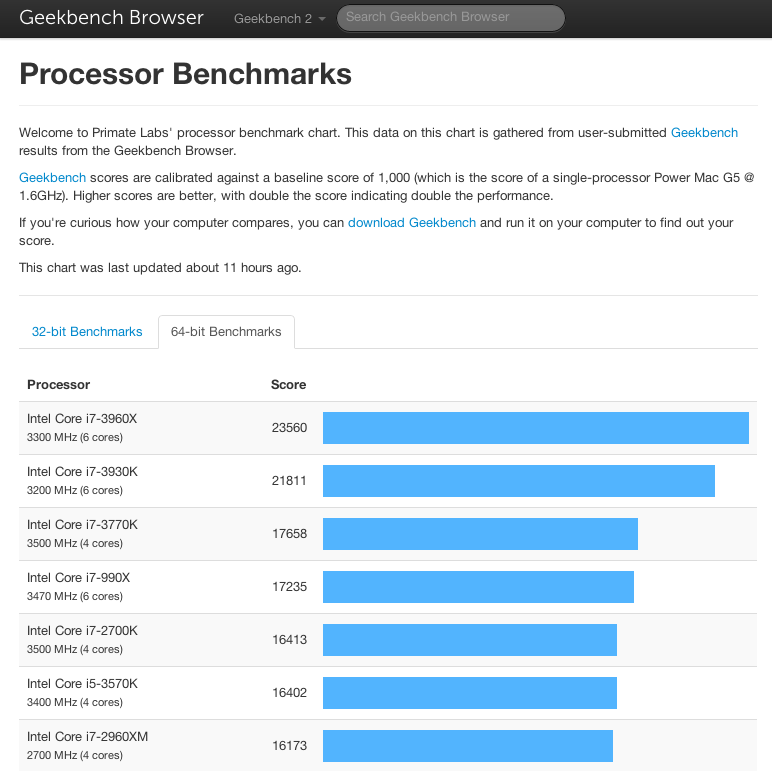 Geekbench Browser
Geekbench 2
Search Geekbench Browser
Processor Benchmarks
Welcome to Primate Labs' processor benchmark chart. This data on this chart is gathered from user-submitted Geekbench
results from the Geekbench Browser.
Geekbench scores are calibrated against a baseline score of 1,000 (which is the score of a single-processor Power Mac G5 @
1.6GHz). Higher scores are better, with double the score indicating double the performance.
If you're curious how your computer compares, you can download Geekbench and run it on your computer to find out your
score.
This chart was last updated about 11 hours ago.
32-bit Benchmarks
64-bit Benchmarks
Processor Score
Intel Core i7-3960X
3300 MHz (6 cores)
23560
Intel Core i7-3930K
3200 MHz (6 cores)
21811
Intel Core i7-3770K
3500 MHz (4 cores)
17658
Intel Core i7-990X
3470 MHz (6 cores)
17235
Intel Core i7-2700K
3500 MHz (4 cores)
16413
Intel Core i5-3570K
3400 MHz (4 cores)
16402
Intel Core i7-2960XM
2700 MHz (4 cores)
16173